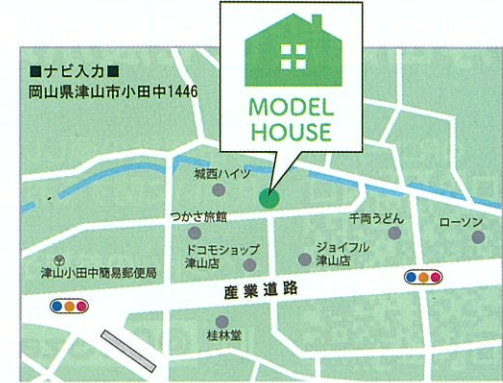 ■ナビ入力■
岡山県津山市小田中1446
MODEL
HOUSE
城西ハイツ
つかさ旅館
千両うどん
ローソン
ドコモショップ
津山店
ジョイフル
津山店
〒
津山小田中簡易郵便局
産業道路
桂林堂